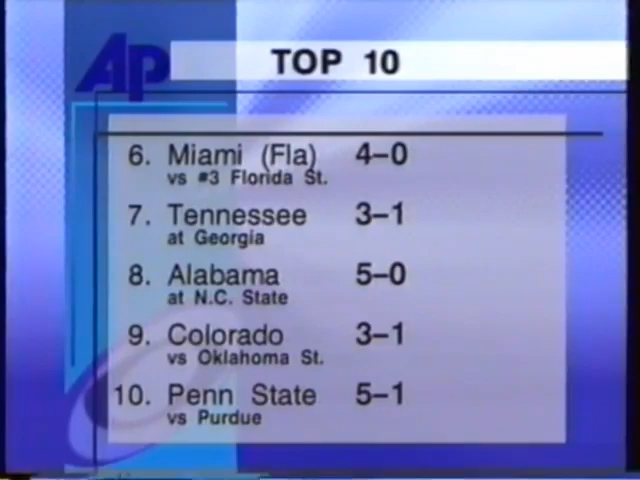 AP
TOP 10
6. Miami (Fla) 4-0
vs #3 Florida St.
7. Tennessee 3-1
at Georgia
8. Alabama 5-0
at N.C. State
9. Colorado 3-1
vs Oklahoma St.
10. Penn State 5-1
vs Purdue